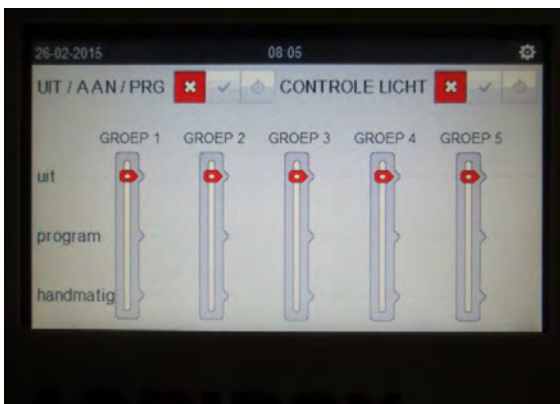 26-02-2015 08:05
UIT / AAN / PRG CONTROLE LICHT
GROEP 1 GROEP 2 GROEP 3 GROEP 4 GROEP 5
uit
program
handmatig